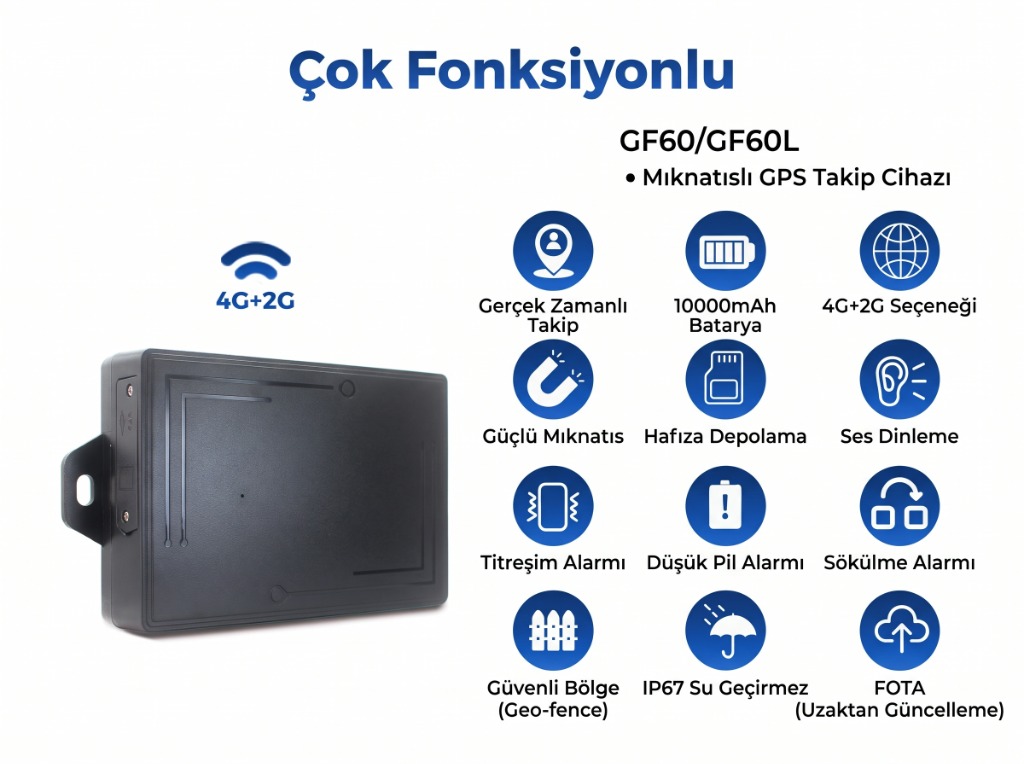 Çok Fonksiyonlu
GF60/GF60L
• Mıknatıslı GPS Takip Cihazı
4G+2G
Gerçek Zamanlı
Takip
10000mAh
Batarya
4G+2G Seçeneği
Güçlü Mıknatıs
Hafıza Depolama
Ses Dinleme
Titreşim Alarmı
Düşük Pil Alarmı
Sökülme Alarmı
Güvenli Bölge
(Geo-fence)
IP67 Su Geçirmez
FOTA
(Uzaktan Güncelleme)